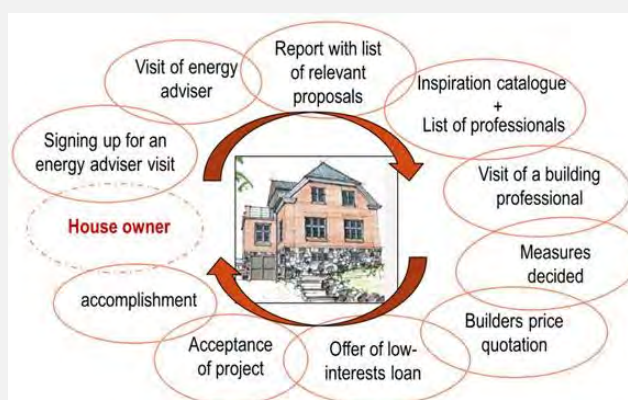 Report with list
of relevant
proposals
Inspiration catalogue
+
List of professionals
Visit of a building
professional
Measures
decided
Builders price
quotation
Offer of low-
interests loan
Acceptance
of project
accomplishment
House owner
Signing up for an
energy adviser visit
Visit of energy
adviser